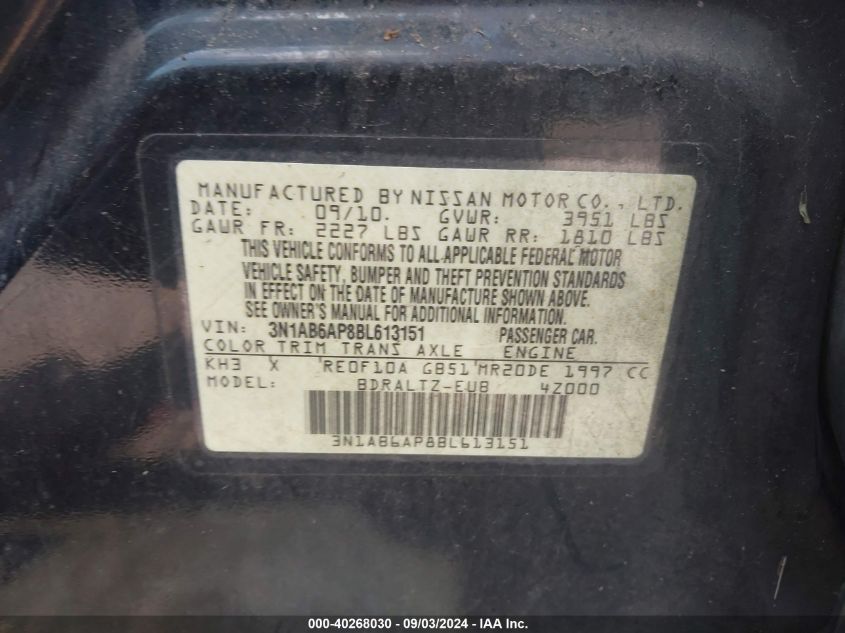 MANUFACTURED BY NISSAN MOTOR CO., LTD.
DATE: 09/10. GVWR: 3951 LBS
GAWR FR: 2227 LBS GAWR RR: 1810 LBS
THIS VEHICLE CONFORMS TO ALL APPLICABLE FEDERAL MOTOR
VEHICLE SAFETY, BUMPER AND THEFT PREVENTION STANDARDS
IN EFFECT ON THE DATE OF MANUFACTURE SHOWN ABOVE.
SEE OWNER'S MANUAL FOR ADDITIONAL INFORMATION.
VIN: 3N1AB6AP8BL613151 PASSENGER CAR.
COLOR TRIM TRANS AXLE ENGINE
KH3 X RE0F10A GB51 MR20DE 1997 CC
MODEL: BDRALTZ-EUB 4Z000
3N1AB6AP8BL613151
000-40268030 - 09/03/2024 - IAA Inc.